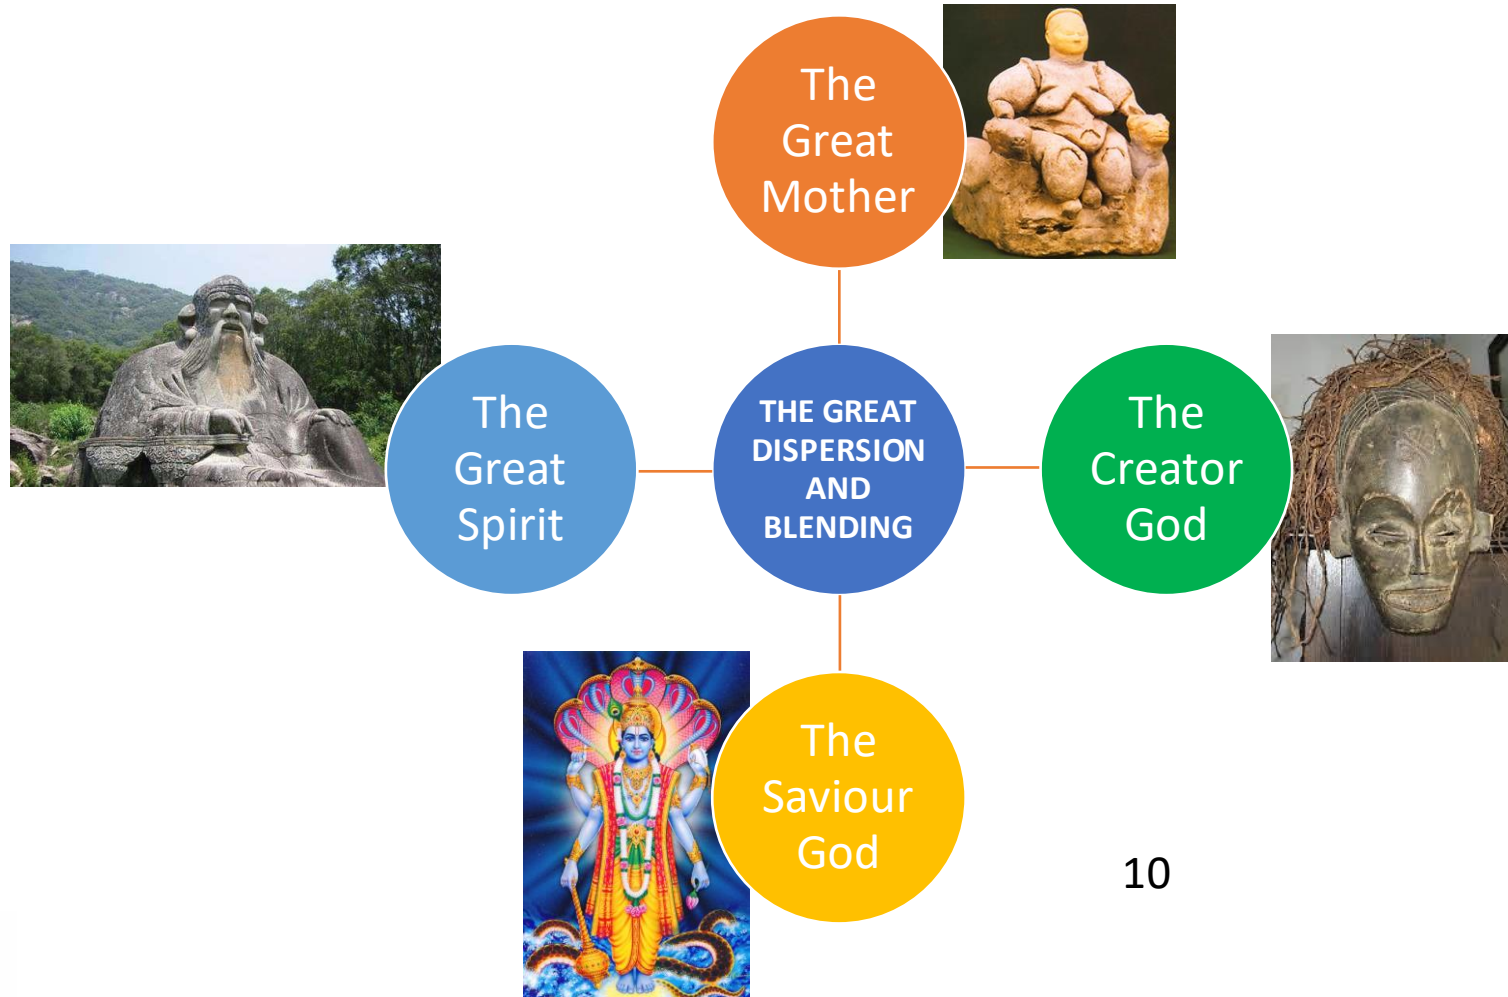 The
Great
Mother
The
Great
Spirit
THE GREAT
DISPERSION
AND
BLENDING
The
Creator
God
The
Saviour
God
10